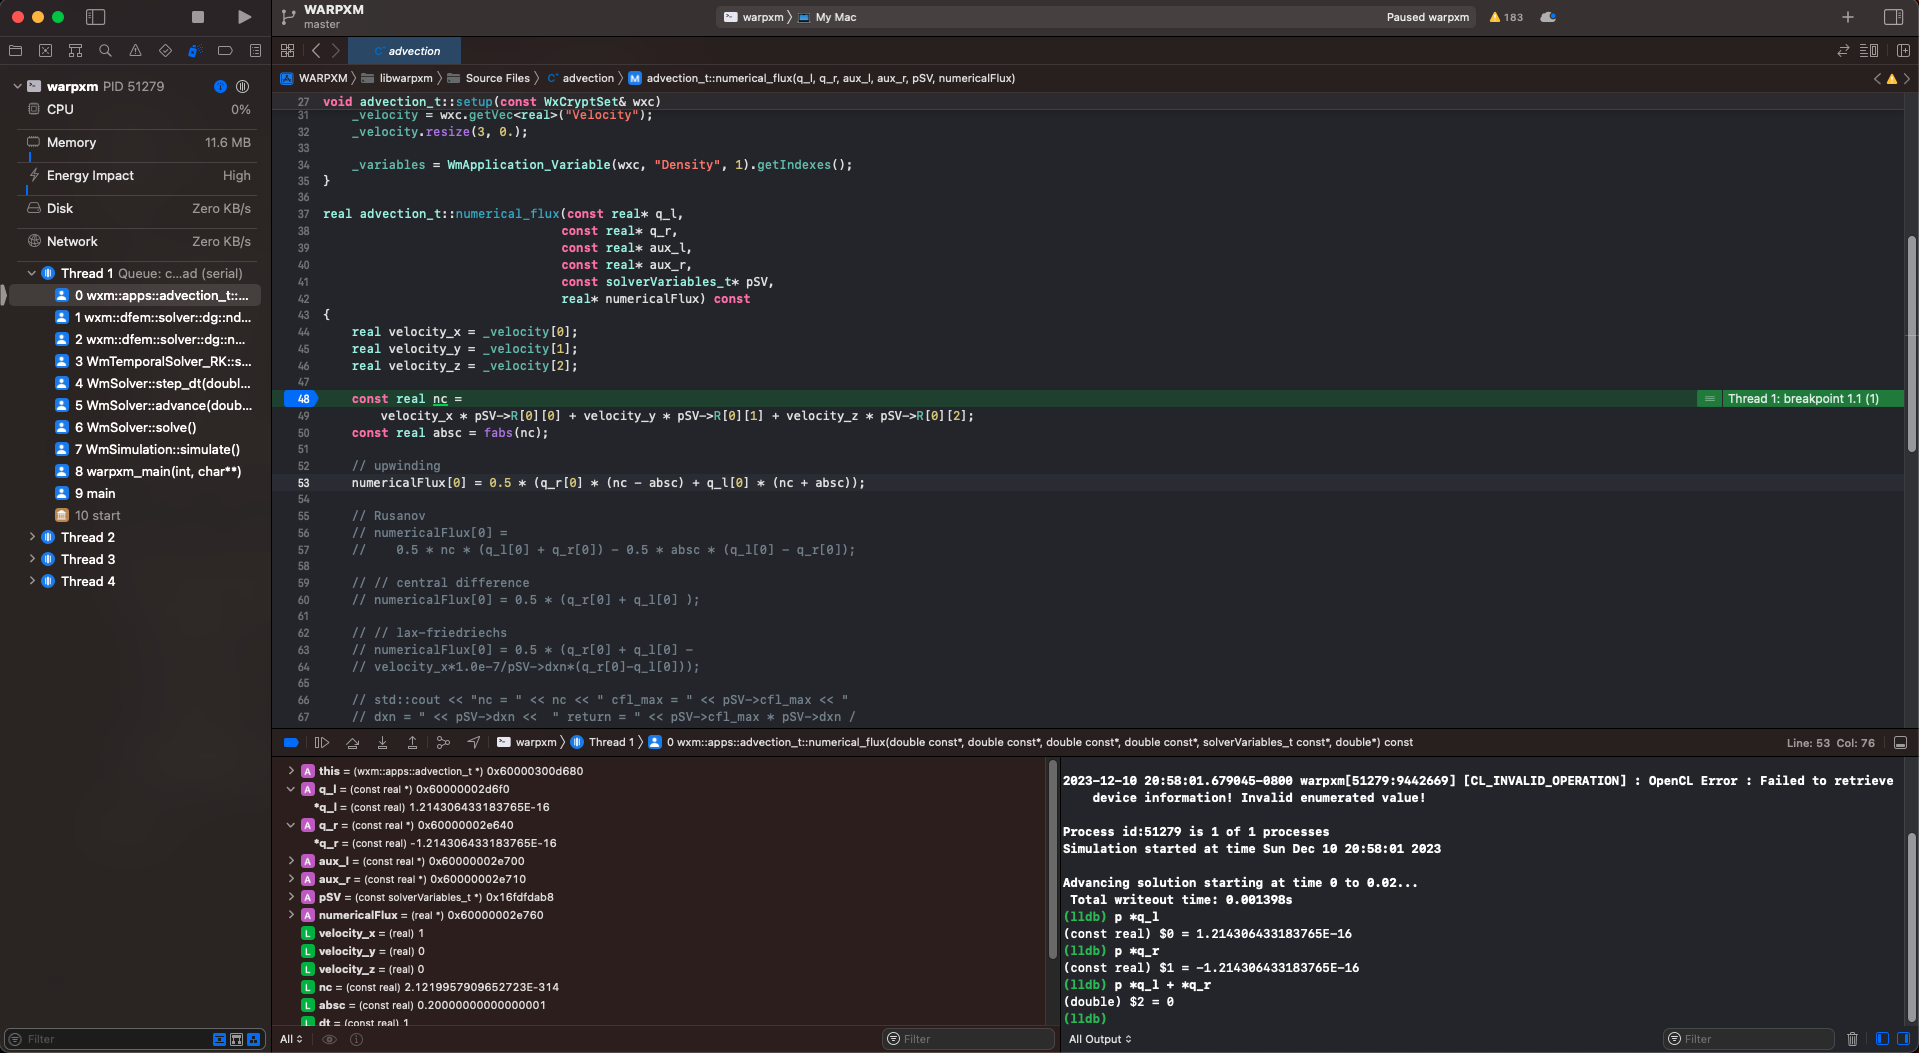 WARPXM
master
warpxm 〉 My Mac
Paused warpxm
183
advection
WARPXM 〉 libwarpxm 〉 Source Files 〉 C⁺ advection 〉 M advection_t::numerical_flux(q_l, q_r, aux_l, aux_r, pSV, numericalFlux)
warpxm PID 51279
CPU 0%
Memory 11.6 MB
Energy Impact High
Disk Zero KB/s
Network Zero KB/s
Thread 1 Queue: c...ad (serial)
0 wxm::apps::advection_t::...
1 wxm::dfem::solver::dg::nd...
2 wxm::dfem::solver::dg::n...
3 WmTemporalSolver_RK::s...
4 WmSolver::step_dt(doubl...
5 WmSolver::advance(doub...
6 WmSolver::solve()
7 WmSimulation::simulate()
8 warpxm_main(int, char**)
9 main
10 start
Thread 2
Thread 3
Thread 4
Filter
27 void advection_t::setup(const WxCryptSet& wxc)
31     _velocity = wxc.getVec<real>("Velocity");
32     _velocity.resize(3, 0.);
33
34     _variables = WmApplication_Variable(wxc, "Density", 1).getIndexes();
35 }
36
37 real advection_t::numerical_flux(const real* q_l,
38                                  const real* q_r,
39                                  const real* aux_l,
40                                  const real* aux_r,
41                                  const solverVariables_t* pSV,
42                                  real* numericalFlux) const
43 {
44     real velocity_x = _velocity[0];
45     real velocity_y = _velocity[1];
46     real velocity_z = _velocity[2];
47
48     const real nc =
Thread 1: breakpoint 1.1 (1)
49         velocity_x * pSV->R[0][0] + velocity_y * pSV->R[0][1] + velocity_z * pSV->R[0][2];
50     const real absc = fabs(nc);
51
52     // upwinding
53     numericalFlux[0] = 0.5 * (q_r[0] * (nc - absc) + q_l[0] * (nc + absc));
54
55     // Rusanov
56     // numericalFlux[0] =
57     //    0.5 * nc * (q_l[0] + q_r[0]) - 0.5 * absc * (q_l[0] - q_r[0]);
58
59     // // central difference
60     // numericalFlux[0] = 0.5 * (q_r[0] + q_l[0] );
61
62     // // lax-friedriechs
63     // numericalFlux[0] = 0.5 * (q_r[0] + q_l[0] -
64     // velocity_x*1.0e-7/pSV->dxn*(q_r[0]-q_l[0]));
65
66     // std::cout << "nc = " << nc << " cfl_max = " << pSV->cfl_max << "
67     // dxn = " << pSV->dxn <<  " return = " << pSV->cfl_max * pSV->dxn /
warpxm 〉 Thread 1 〉 0 wxm::apps::advection_t::numerical_flux(double const*, double const*, double const*, double const*, solverVariables_t const*, double*) const
Line: 53 Col: 76
A this = (wxm::apps::advection_t *) 0x60000300d680
A q_l = (const real *) 0x60000002d6f0
*q_l = (const real) 1.214306433183765E-16
A q_r = (const real *) 0x60000002e640
*q_r = (const real) -1.214306433183765E-16
A aux_l = (const real *) 0x60000002e700
A aux_r = (const real *) 0x60000002e710
A pSV = (const solverVariables_t *) 0x16fdfdab8
A numericalFlux = (real *) 0x60000002e760
L velocity_x = (real) 1
L velocity_y = (real) 0
L velocity_z = (real) 0
L nc = (const real) 2.1219957909652723E-314
L absc = (const real) 0.20000000000000001
L dt = (const real) 1
All
Filter
2023-12-10 20:58:01.679045-0800 warpxm[51279:9442669] [CL_INVALID_OPERATION] : OpenCL Error : Failed to retrieve
device information! Invalid enumerated value!
Process id:51279 is 1 of 1 processes
Simulation started at time Sun Dec 10 20:58:01 2023
Advancing solution starting at time 0 to 0.02...
Total writeout time: 0.001398s
(lldb) p *q_l
(const real) $0 = 1.214306433183765E-16
(lldb) p *q_r
(const real) $1 = -1.214306433183765E-16
(lldb) p *q_l + *q_r
(double) $2 = 0
(lldb)
All Output
Filter